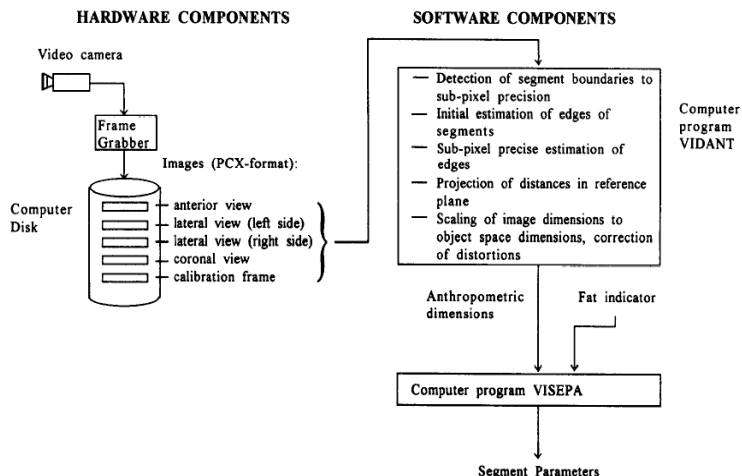 HARDWARE COMPONENTS
Video camera
Frame
Grabber
Images (PCX-format):
Computer
Disk
anterior view
lateral view (left side)
lateral view (right side)
coronal view
calibration frame
SOFTWARE COMPONENTS
— Detection of segment boundaries to
sub-pixel precision
— Initial estimation of edges of
segments
— Sub-pixel precise estimation of
edges
— Projection of distances in reference
plane
— Scaling of image dimensions to
object space dimensions, correction
of distortions
Computer
program
VIDANT
Anthropometric
dimensions
Fat indicator
Computer program VISEPA
Segment Parameters